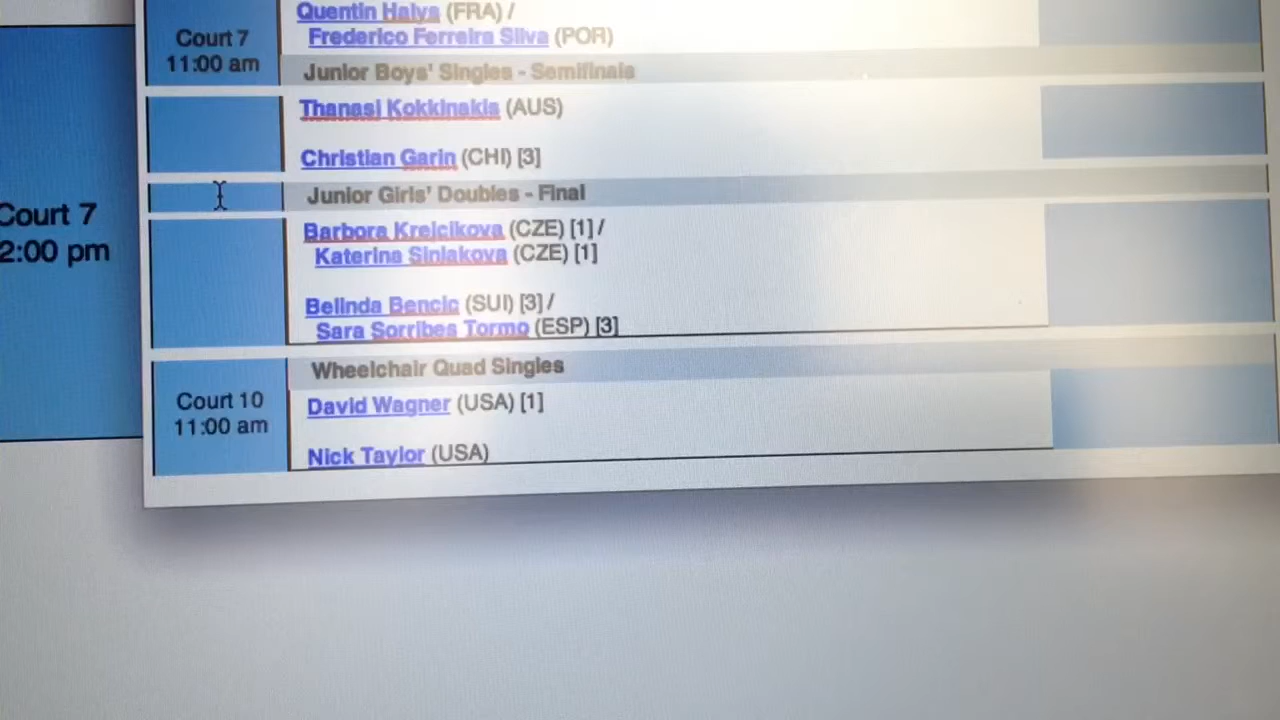 Quentin Halys (FRA) /
Frederico Ferreira Silva (POR)
Court 7
11:00 am
Junior Boys' Singles - Semifinals
Thanasi Kokkinakis (AUS)
Christian Garin (CHI) [3]
Junior Girls' Doubles - Final
Court 7
2:00 pm
Barbora Krejcikova (CZE) [1] /
Katerina Siniakova (CZE) [1]
Belinda Bencic (SUI) [3] /
Sara Sorribes Tormo (ESP) [3]
Wheelchair Quad Singles
Court 10
11:00 am
David Wagner (USA) [1]
Nick Taylor (USA)